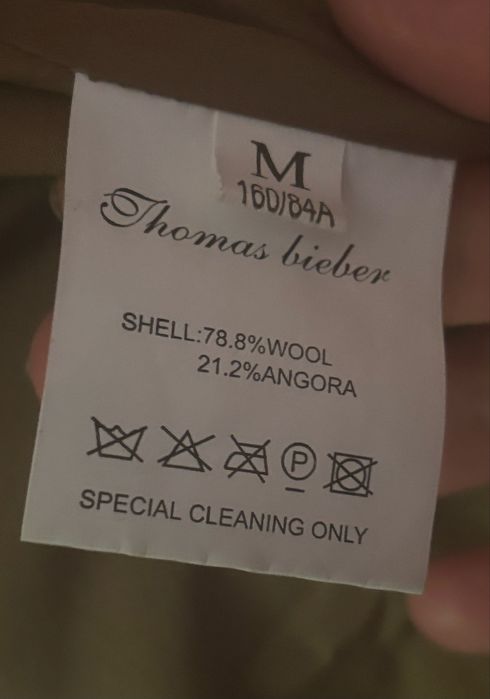 M
160/84A
Thomas bieber
SHELL:78.8%WOOL
21.2%ANGORA
P
SPECIAL CLEANING ONLY